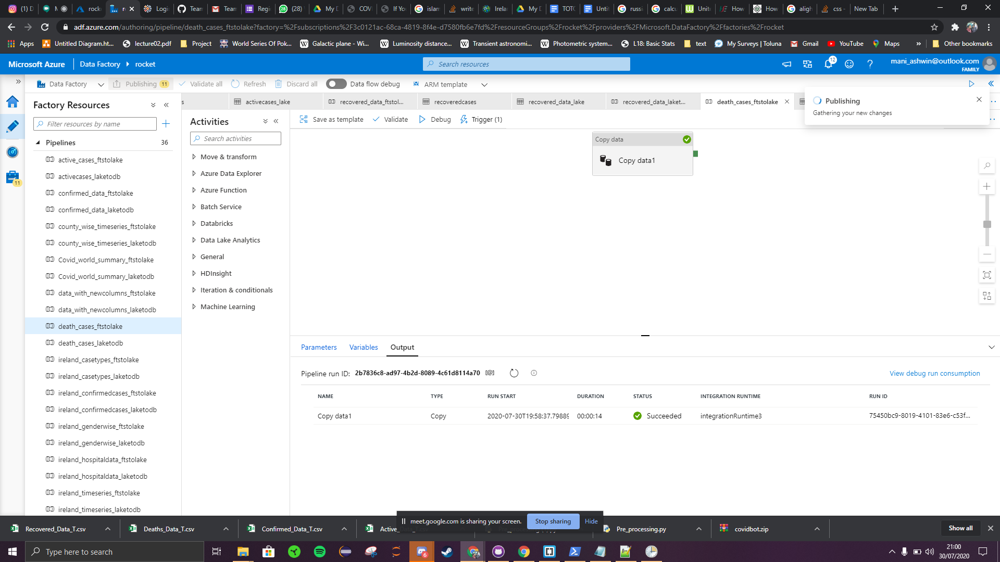 (1) D
M
rock
Logi
Team
Team
Regi
(28)
My D
COV
If Yo
islam
write
Irela
My D
TOTO
Untit
russi
calcu
Unite
How
How
aligh
css -
New Tab
adf.azure.com/authoring/pipeline/death_cases_ftstolake?factory=%2Fsubscriptions%2F3c0121ac-68ca-4819-8f4e-d7580fb6e7fd%2FresourceGroups%2Frocket%2Fproviders%2FMicrosoft.DataFactory%2Ffactories%2Frocket
Apps
Untitled Diagram.ht...
lecture02.pdf
Project
World Series Of Pok...
Galactic plane - Wi...
Luminosity distance...
Transient astronomi...
Photometric system...
L18: Basic Stats
text
My Surveys | Toluna
Gmail
YouTube
Maps
»
Other bookmarks
Microsoft Azure
Data Factory
rocket
Search resources
12
mani_ashwin@outlook.com
FAMILY
Data Factory
Publishing 11
Validate all
Refresh
Discard all
Data flow debug
ARM template
Publishing
Gathering your new changes
Factory Resources
Filter resources by name
Pipelines 36
active_cases_ftstolake
activecases_laketodb
confirmed_data_ftstolake
confirmed_data_laketodb
county_wise_timeseries_ftstolake
county_wise_timeseries_laketodb
Covid_world_summary_ftstolake
Covid_world_summary_laketodb
data_with_newcolumns_ftstolake
data_with_newcolumns_laketodb
death_cases_ftstolake
death_cases_laketodb
ireland_casetypes_ftstolake
ireland_casetypes_laketodb
ireland_confirmedcases_ftstolake
ireland_confirmedcases_laketodb
ireland_genderwise_ftstolake
ireland_genderwise_laketodb
ireland_hospitaldata_ftstolake
ireland_hospitaldata_laketodb
ireland_timeseries_ftstolake
ireland_timeseries_laketodb
11
s
activecases_lake
recovered_data_ftstol...
recoveredcases
recovered_data_lake
recovered_data_laket...
death_cases_ftstolake
Activities
Search activities
Move & transform
Azure Data Explorer
Azure Function
Batch Service
Databricks
Data Lake Analytics
General
HDInsight
Iteration & conditionals
Machine Learning
Save as template
Validate
Debug
Trigger (1)
Copy data
Copy data1
Parameters
Variables
Output
Pipeline run ID: 2b7836c8-ad97-4b2d-8089-4c61d8114a70 [@]
View debug run consumption
NAME TYPE RUN START DURATION STATUS INTEGRATION RUNTIME RUN ID
Copy data1 Copy 2020-07-30T19:58:37.79889 00:00:14 Succeeded integrationRuntime3 75450bc9-8019-4101-83e6-c53f...
meet.google.com is sharing your screen.
Stop sharing
Hide
Recovered_Data_T.csv
Deaths_Data_T.csv
Confirmed_Data_T.csv
Pre_processing.py
covidbot.zip
Show all
Type here to search
6
21:00
30/07/2020